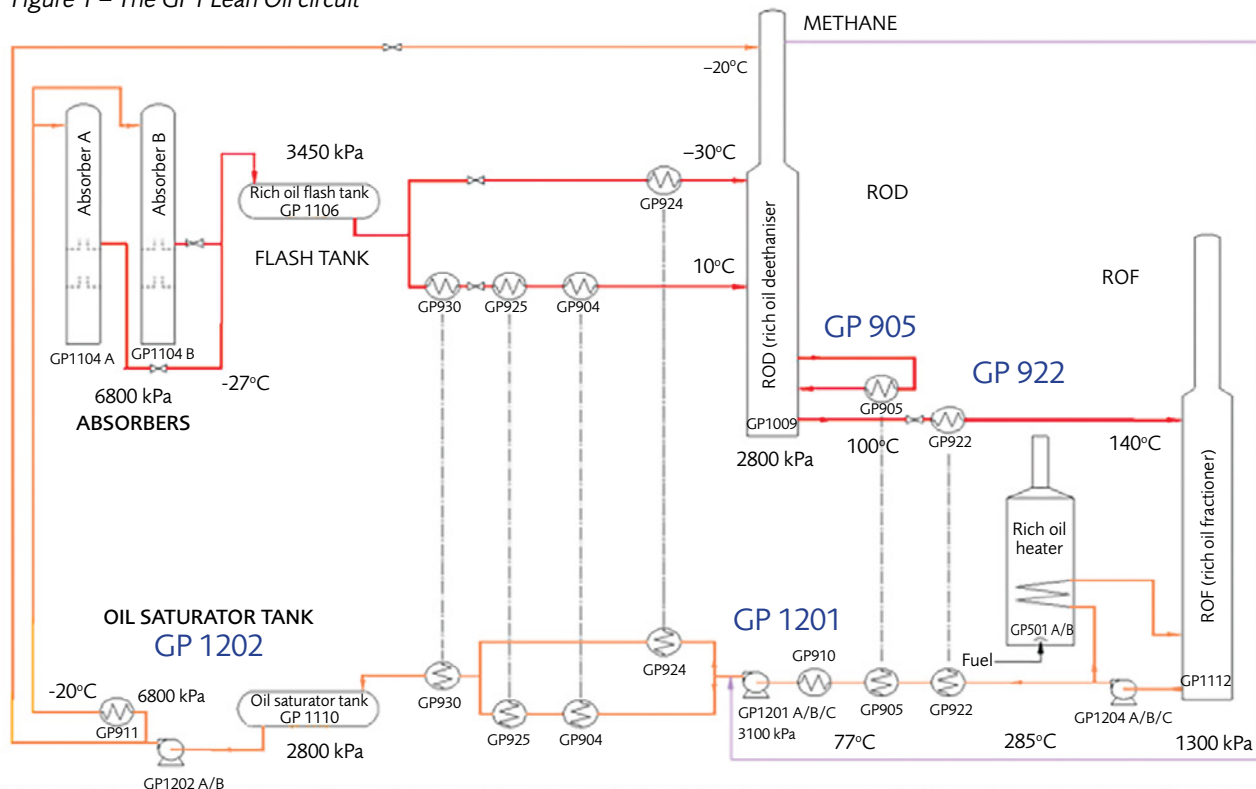 Figure 1 – The GP1 Lean Oil circuit
METHANE
–20°C
Absorber A
Absorber B
3450 kPa
–30°C
Rich oil flash tank
GP 1106
GP924
ROD
FLASH TANK
10°C
ROF
GP930
GP925
GP904
ROD (rich oil deethaniser)
GP 905
GP1104 A
GP1104 B
6800 kPa
-27°C
ABSORBERS
GP 922
GP905
GP1009
GP922
2800 kPa
100°C
140°C
ROF (rich oil fractioner)
Rich oil
heater
OIL SATURATOR TANK
GP 1202
GP 1201
GP501 A/B
GP924
GP910
Fuel
-20°C
6800 kPa
GP1112
Oil saturator tank
GP 1110
GP930
GP911
GP925
GP904
GP1201 A/B/C
3100 kPa
GP905
GP922
GP1204 A/B/C
2800 kPa
77°C
285°C
1300 kPa
GP1202 A/B